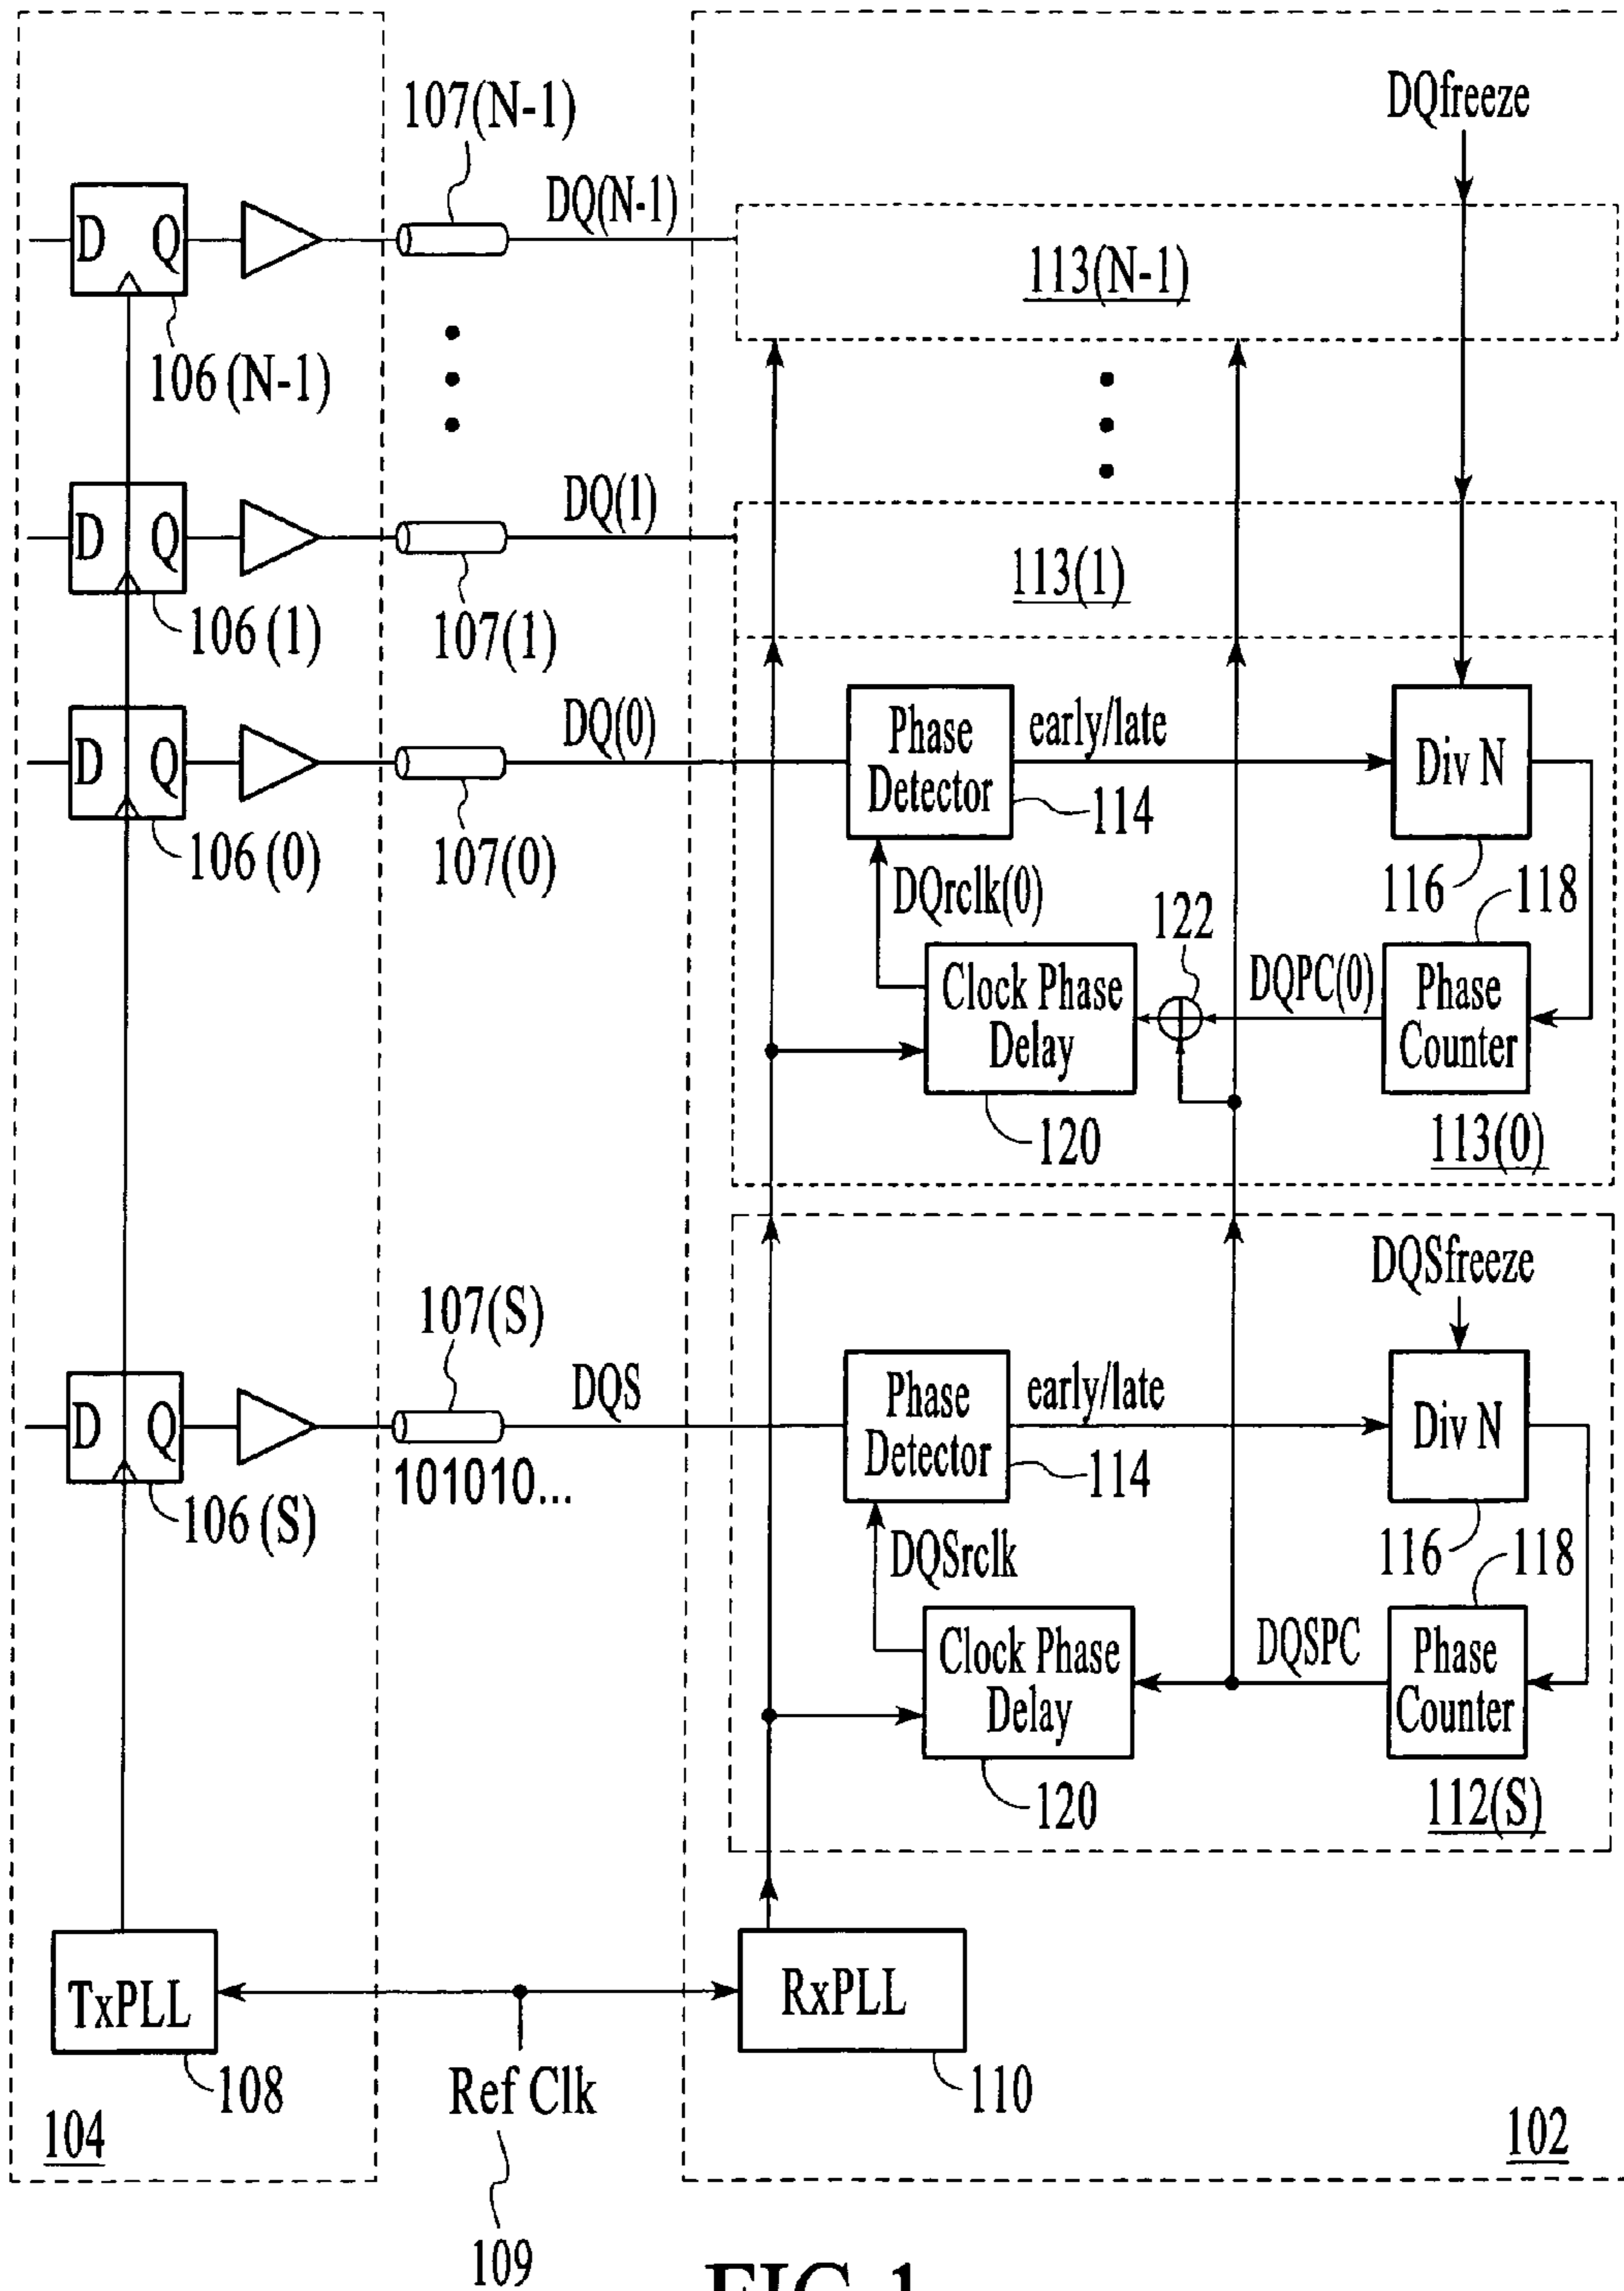 107(N-1)
DQfreeze
D Q
DQ(N-1)
113(N-1)
106 (N-1)
D Q
DQ(1)
113(1)
106 (1)
107(1)
D Q
DQ(0)
Phase
Detector
early/late
Div N
114
106 (0)
107(0)
DQrclk(0)
122
116
118
Clock Phase
Delay
DQPC(0)
Phase
Counter
120
113(0)
DQSfreeze
107(S)
D Q
DQS
101010...
Phase
Detector
early/late
Div N
114
106 (S)
DQSrclk
116
118
Clock Phase
Delay
DQSPC
Phase
Counter
120
112(S)
TxPLL
RxPLL
108
Ref Clk
110
104
102
109
FIG 1